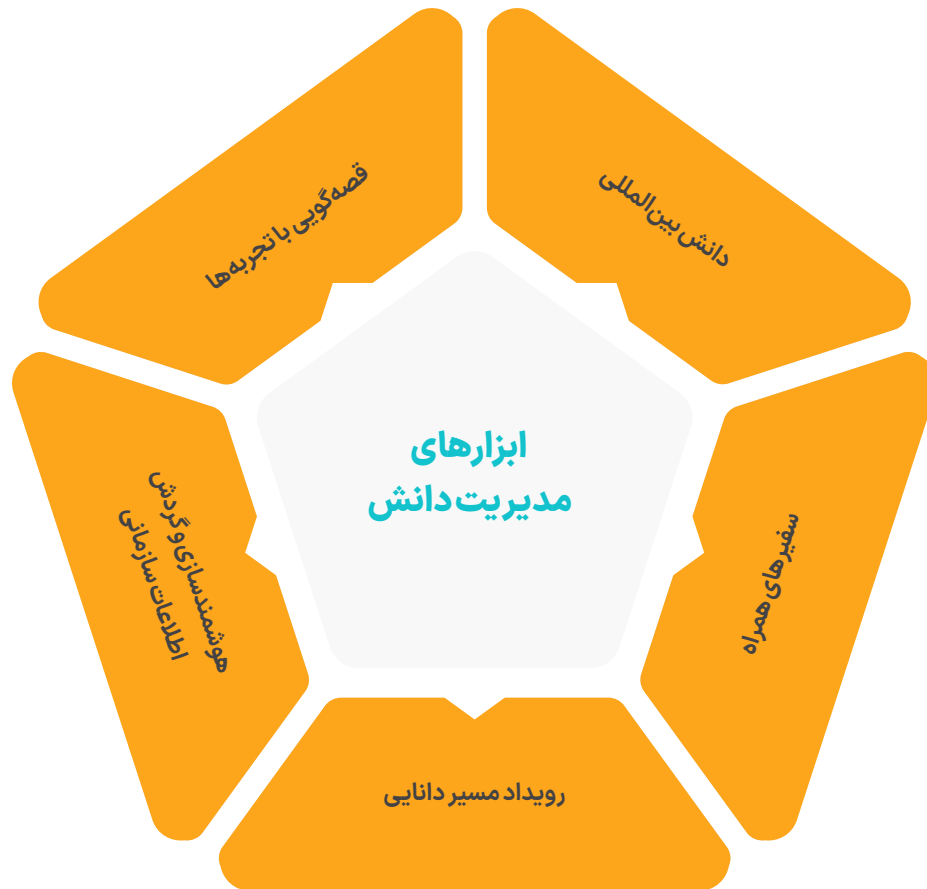 ابزارهای
مدیریت دانش
دانش بین‌المللی
سفیرهای همراه
رویداد مسیر دانایی
هوشمندسازی و گردش
اطلاعات سازمانی
قصه‌گویی با تجربه‌ها